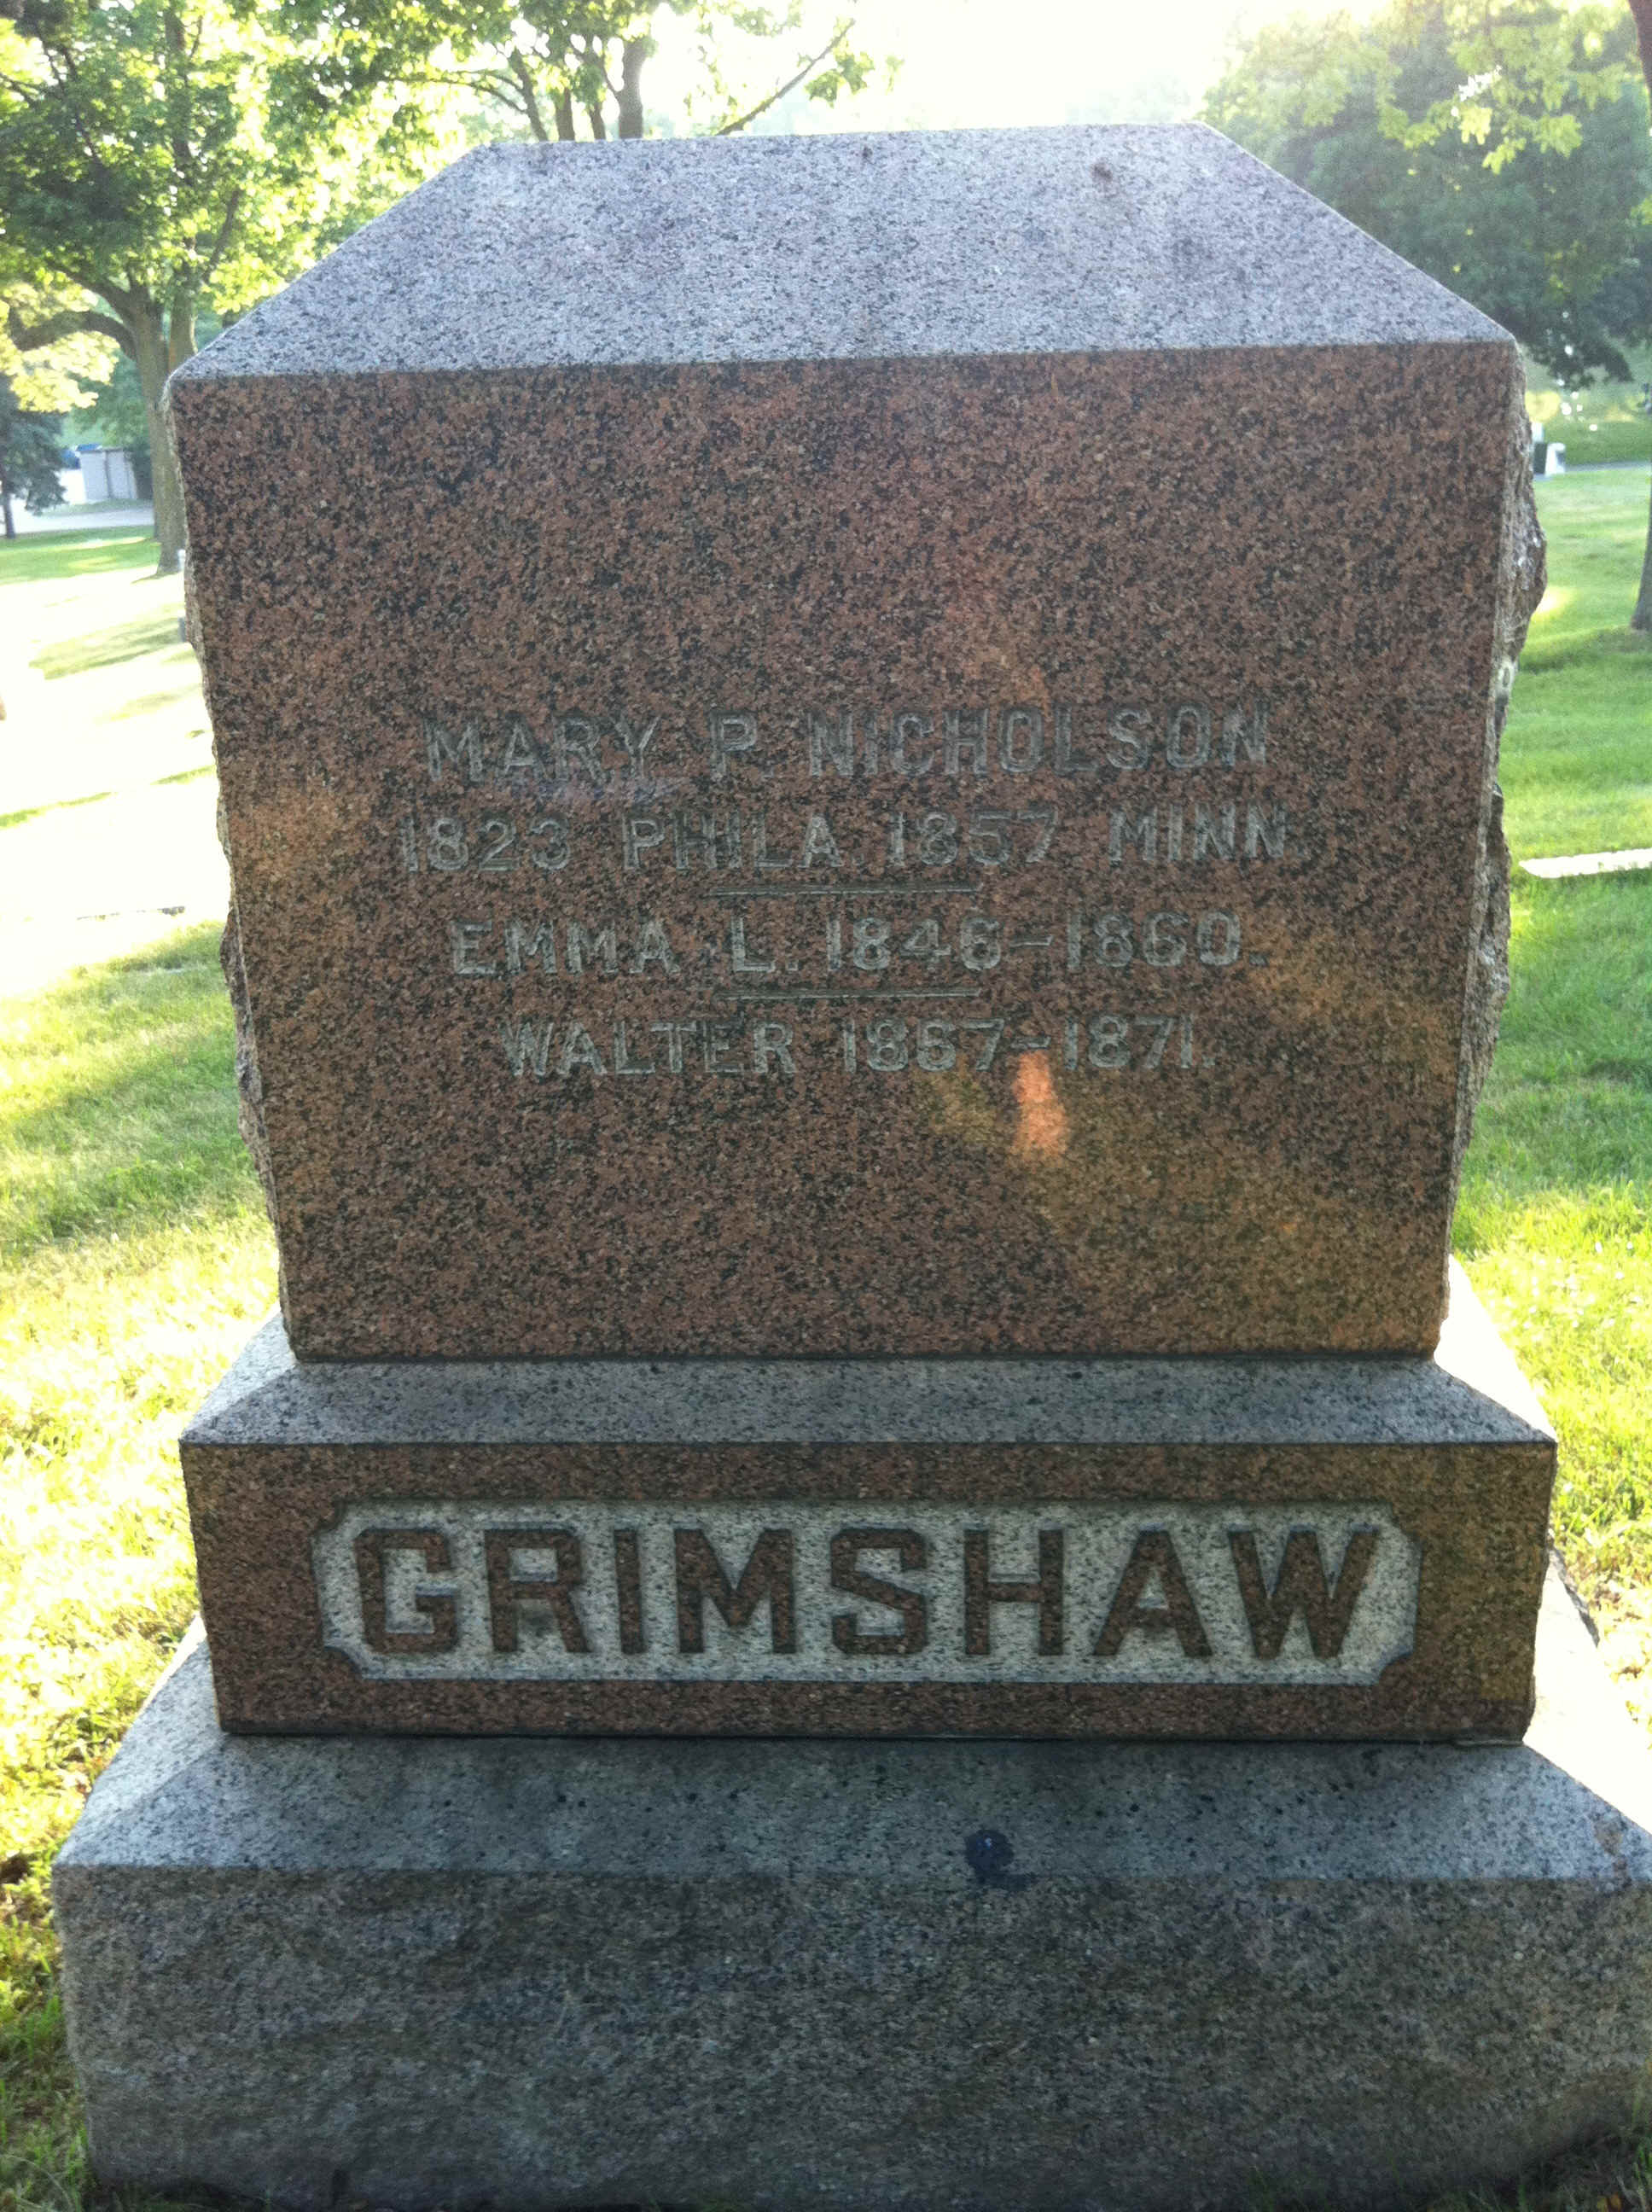 MARY P. NICHOLSON
1823 PHILA. 1857 MINN.
EMMA L. 1846-1860.
WALTER 1867-1871.
GRIMSHAW